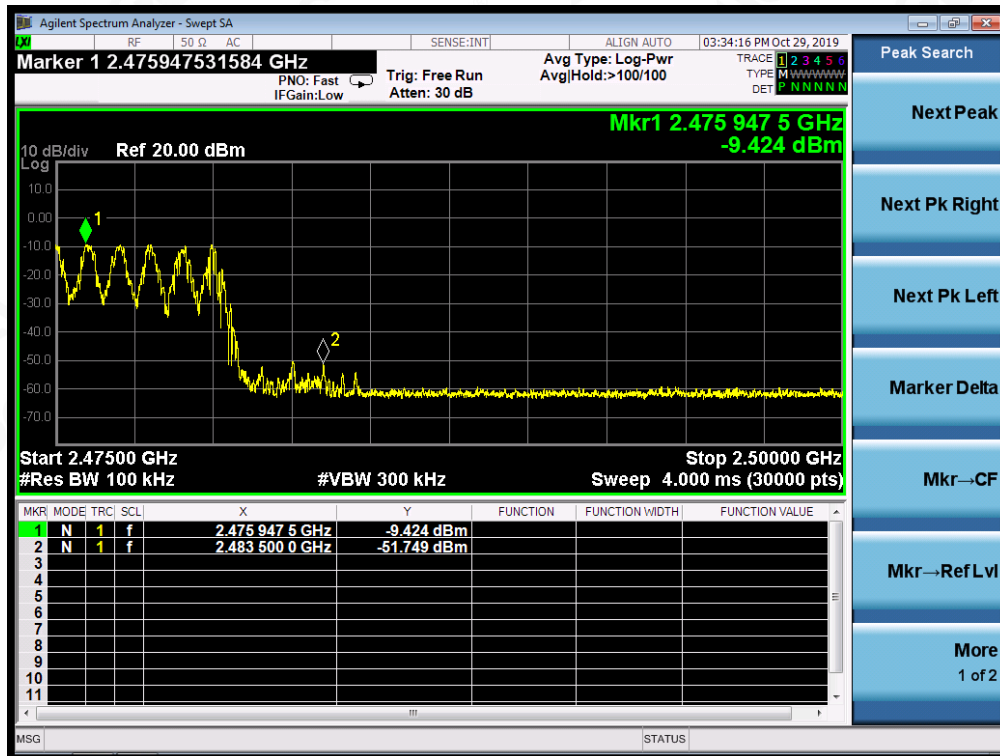 Agilent Spectrum Analyzer - Swept SA
LXI RF 50 Ω AC SENSE:INT ALIGN AUTO 03:34:16 PM Oct 29, 2019
Marker 1 2.475947531584 GHz
PNO: Fast
IFGain:Low
Trig: Free Run
Atten: 30 dB
Avg Type: Log-Pwr
Avg|Hold:>100/100
TRACE 1 2 3 4 5 6
TYPE M W W W W W
DET P N N N N N
Mkr1 2.475 947 5 GHz
-9.424 dBm
10 dB/div Ref 20.00 dBm
Log
10.0
0.00
-10.0
-20.0
-30.0
-40.0
-50.0
-60.0
-70.0
1
2
Start 2.47500 GHz Stop 2.50000 GHz
#Res BW 100 kHz #VBW 300 kHz Sweep 4.000 ms (30000 pts)
MKR MODE TRC SCL X Y FUNCTION FUNCTION WIDTH FUNCTION VALUE
1 N 1 f 2.475 947 5 GHz -9.424 dBm
2 N 1 f 2.483 500 0 GHz -51.749 dBm
3
4
5
6
7
8
9
10
11
MSG STATUS
Peak Search
Next Peak
Next Pk Right
Next Pk Left
Marker Delta
Mkr→CF
Mkr→Ref Lvl
More
1 of 2